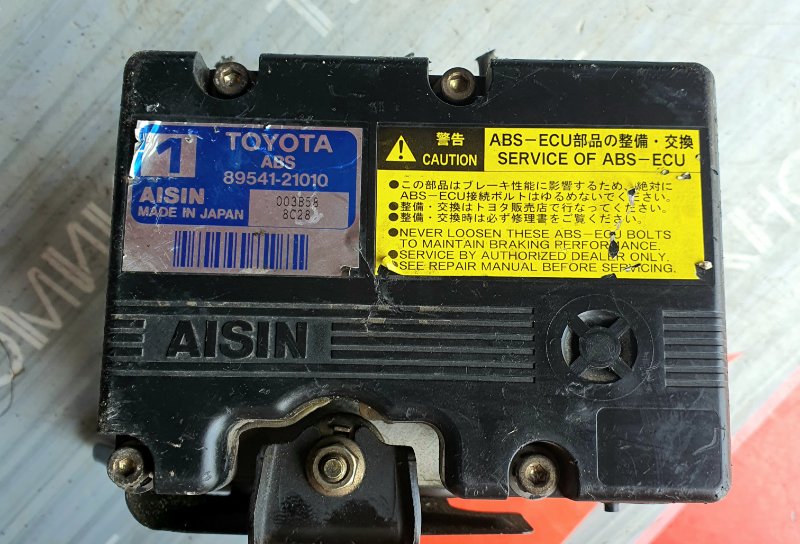 1
TOYOTA
ABS
89541-21010
AISIN
MADE IN JAPAN
003858
8C28
警告
CAUTION
ABS-ECU部品の整備・交換
SERVICE OF ABS-ECU
●この部品はブレーキ性能に影響するため、絶対に
ABS-ECU接続ボルトはゆるめないでください。
●整備・交換はトヨタ販売店で行なってください。
●整備・交換時は必ず修理書をご覧ください。
●NEVER LOOSEN THESE ABS-ECU BOLTS
TO MAINTAIN BRAKING PERFORMANCE.
●SERVICE BY AUTHORIZED DEALER ONLY.
●SEE REPAIR MANUAL BEFORE SERVICING.
AISIN